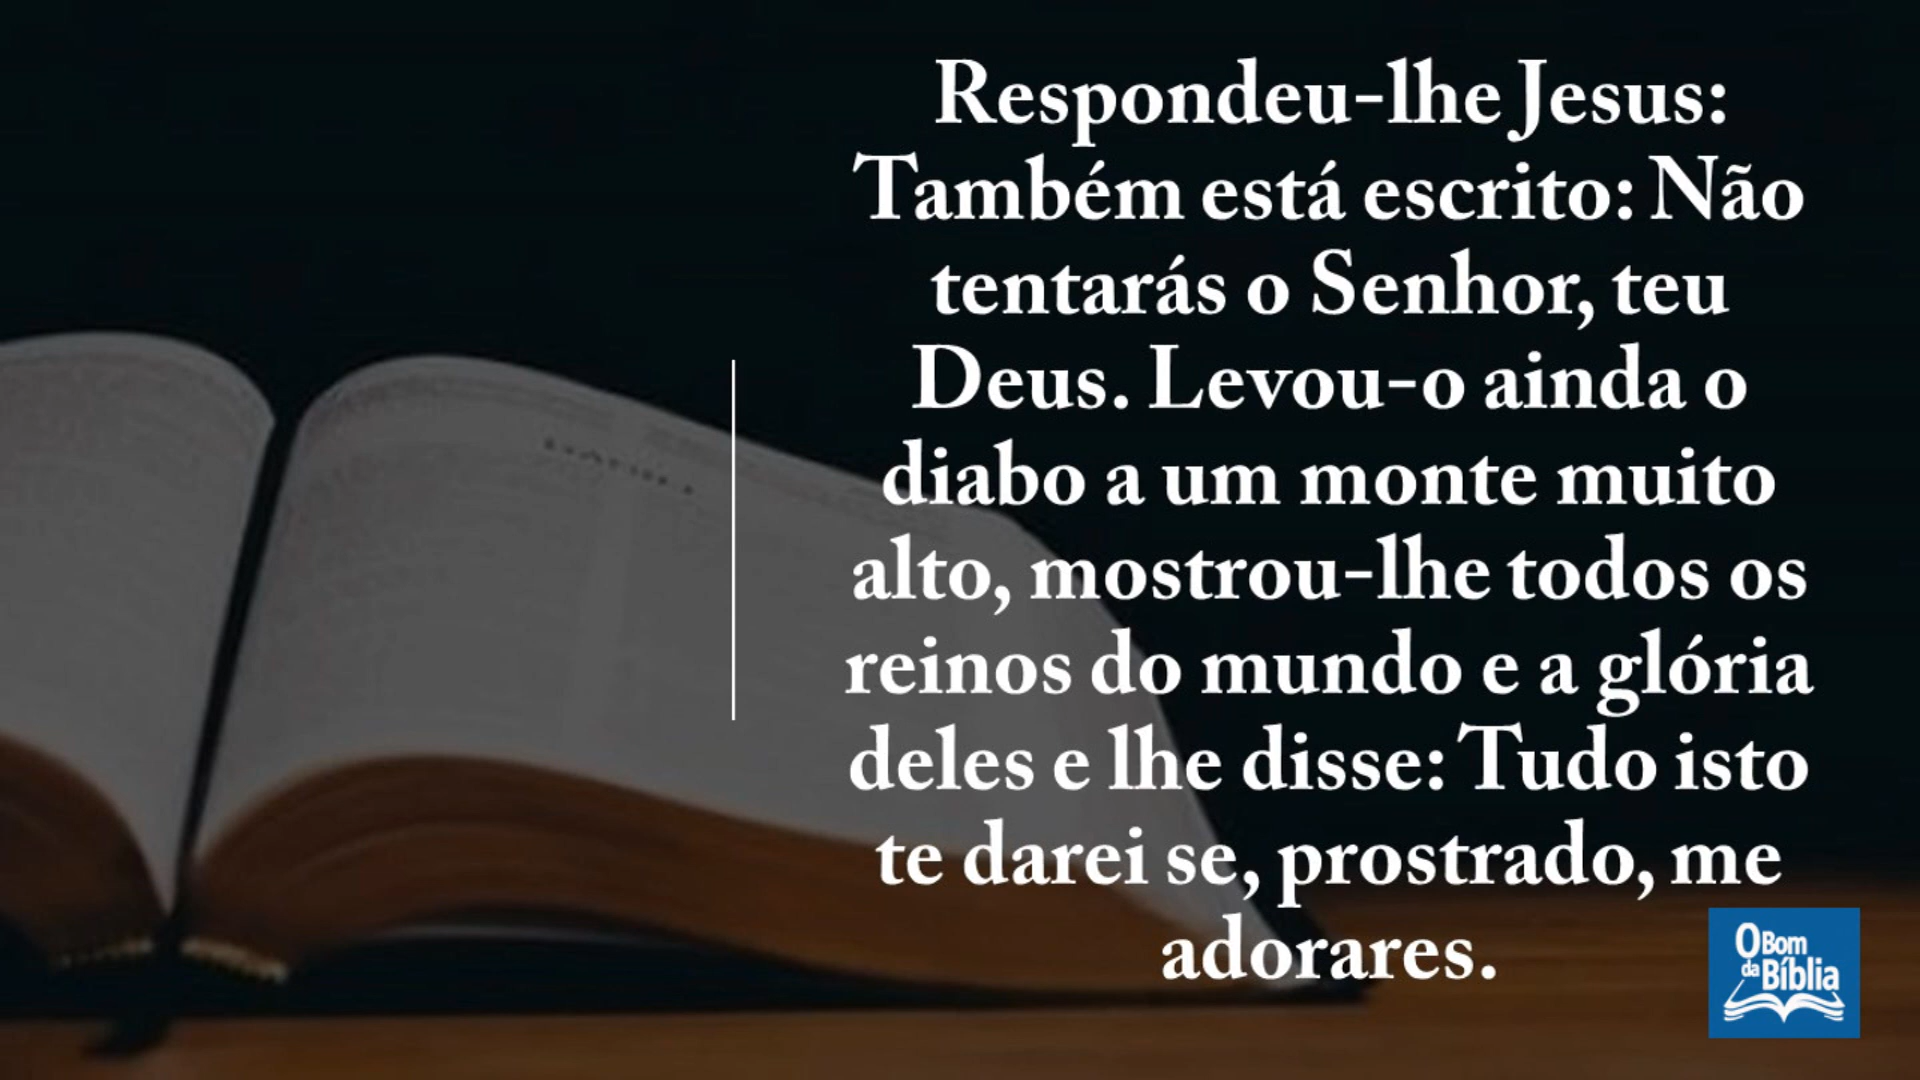 Respondeu-lhe Jesus:
Também está escrito: Não
tentarás o Senhor, teu
Deus. Levou-o ainda o
diabo a um monte muito
alto, mostrou-lhe todos os
reinos do mundo e a glória
deles e lhe disse: Tudo isto
te darei se, prostrado, me
adorares.
O Bom
da Bíblia